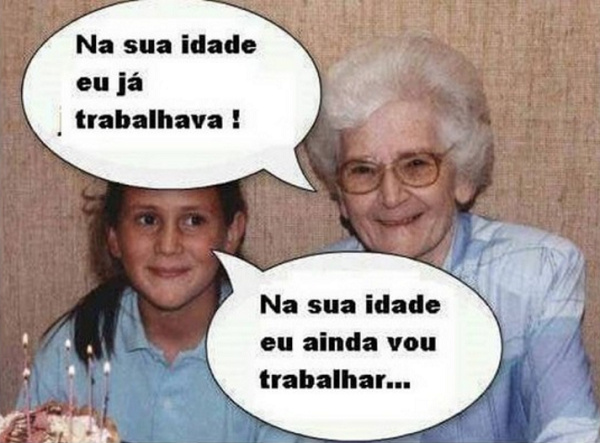 Na sua idade
eu já
trabalhava !
Na sua idade
eu ainda vou
trabalhar...